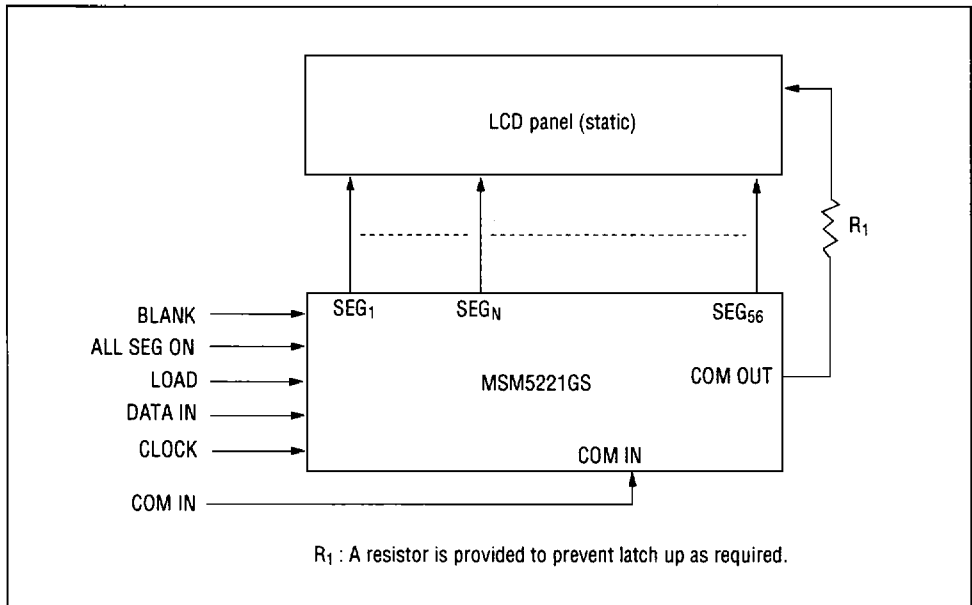 LCD panel (static)
R₁
SEG₁ SEG_N SEG₅₆
BLANK
ALL SEG ON
LOAD
DATA IN
CLOCK
MSM5221GS
COM OUT
COM IN
COM IN
R₁ : A resistor is provided to prevent latch up as required.